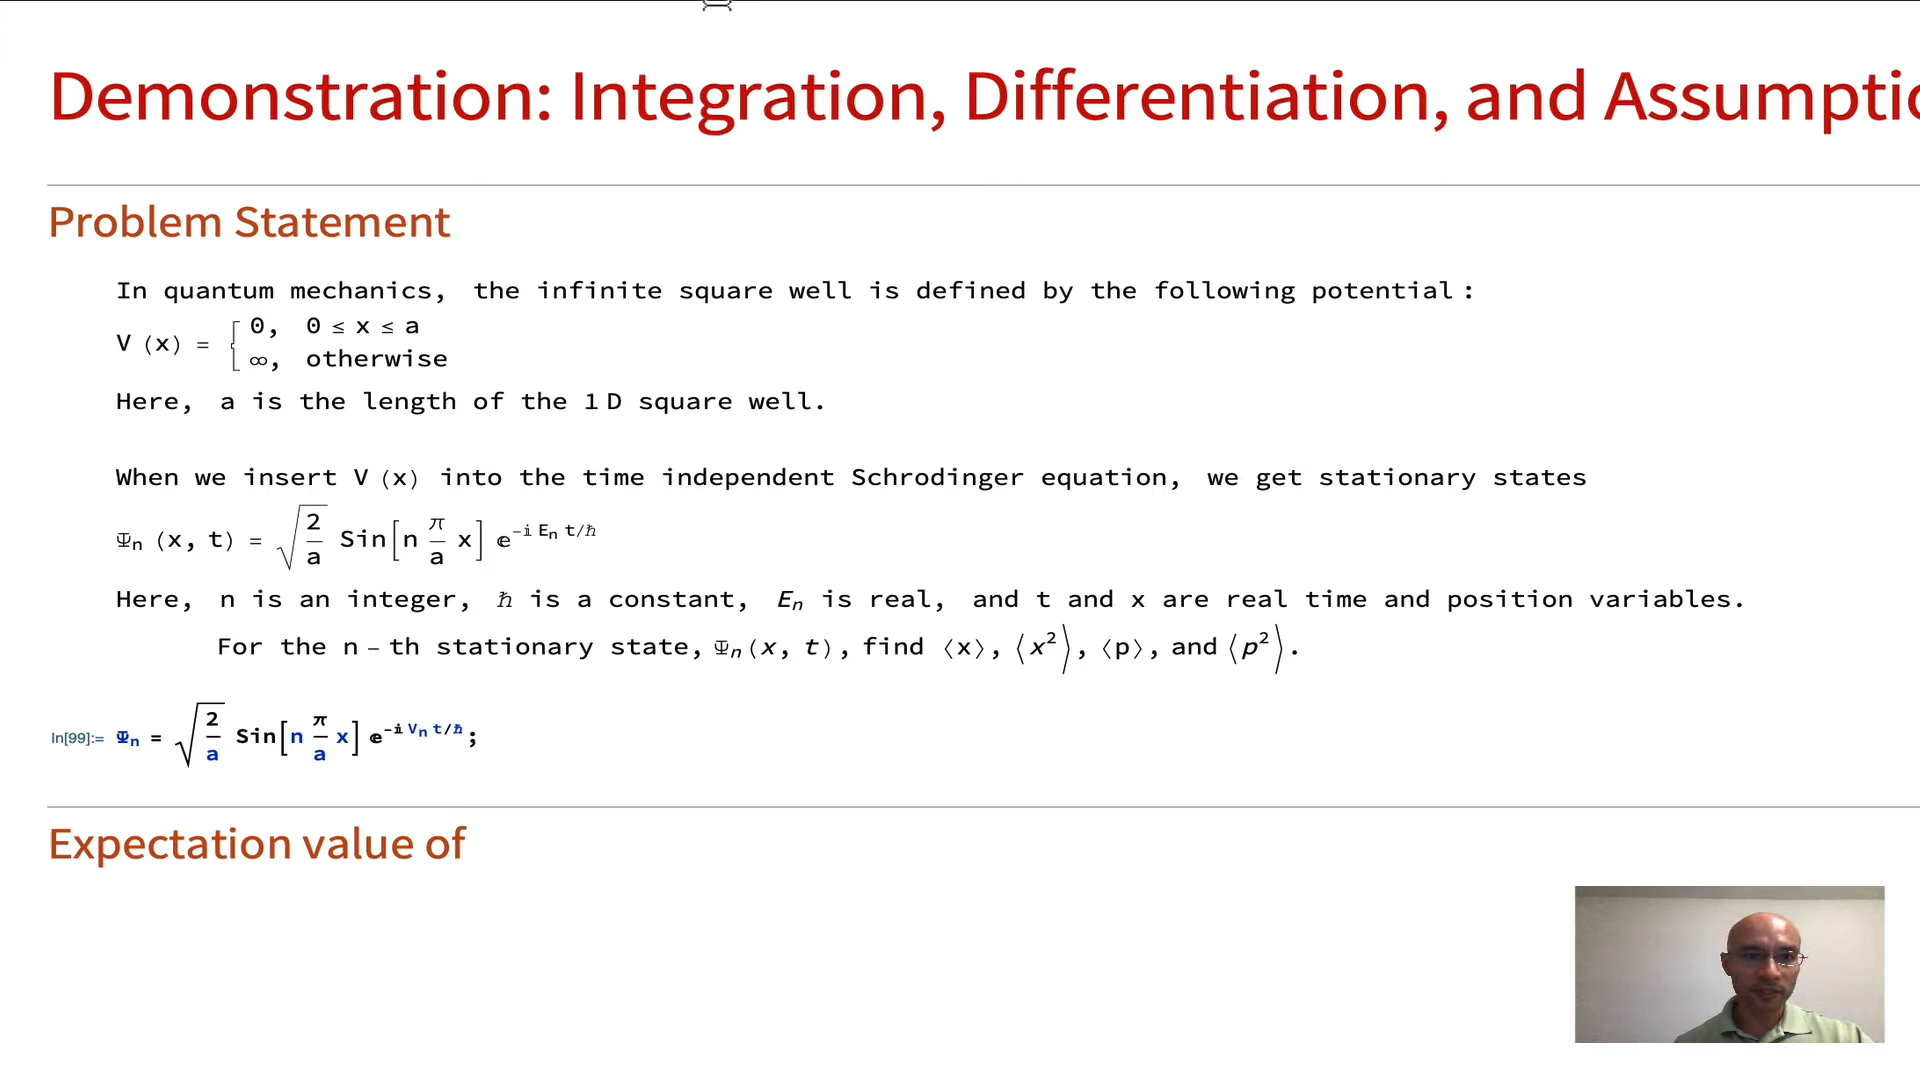 Demonstration: Integration, Differentiation, and Assumptio
Problem Statement
In quantum mechanics, the infinite square well is defined by the following potential:
V (x) = { 0, 0 ≤ x ≤ a
∞, otherwise
Here, a is the length of the 1D square well.
When we insert V (x) into the time independent Schrodinger equation, we get stationary states
Ψn (x, t) = √(2/a) Sin[n π/a x] e^(-i En t/ℏ)
Here, n is an integer, ℏ is a constant, En is real, and t and x are real time and position variables.
For the n-th stationary state, Ψn(x, t), find ⟨x⟩, ⟨x²⟩, ⟨p⟩, and ⟨p²⟩.
In[99]:= Ψn = √(2/a) Sin[n π/a x] e^(-i Vn t/ℏ);
Expectation value of